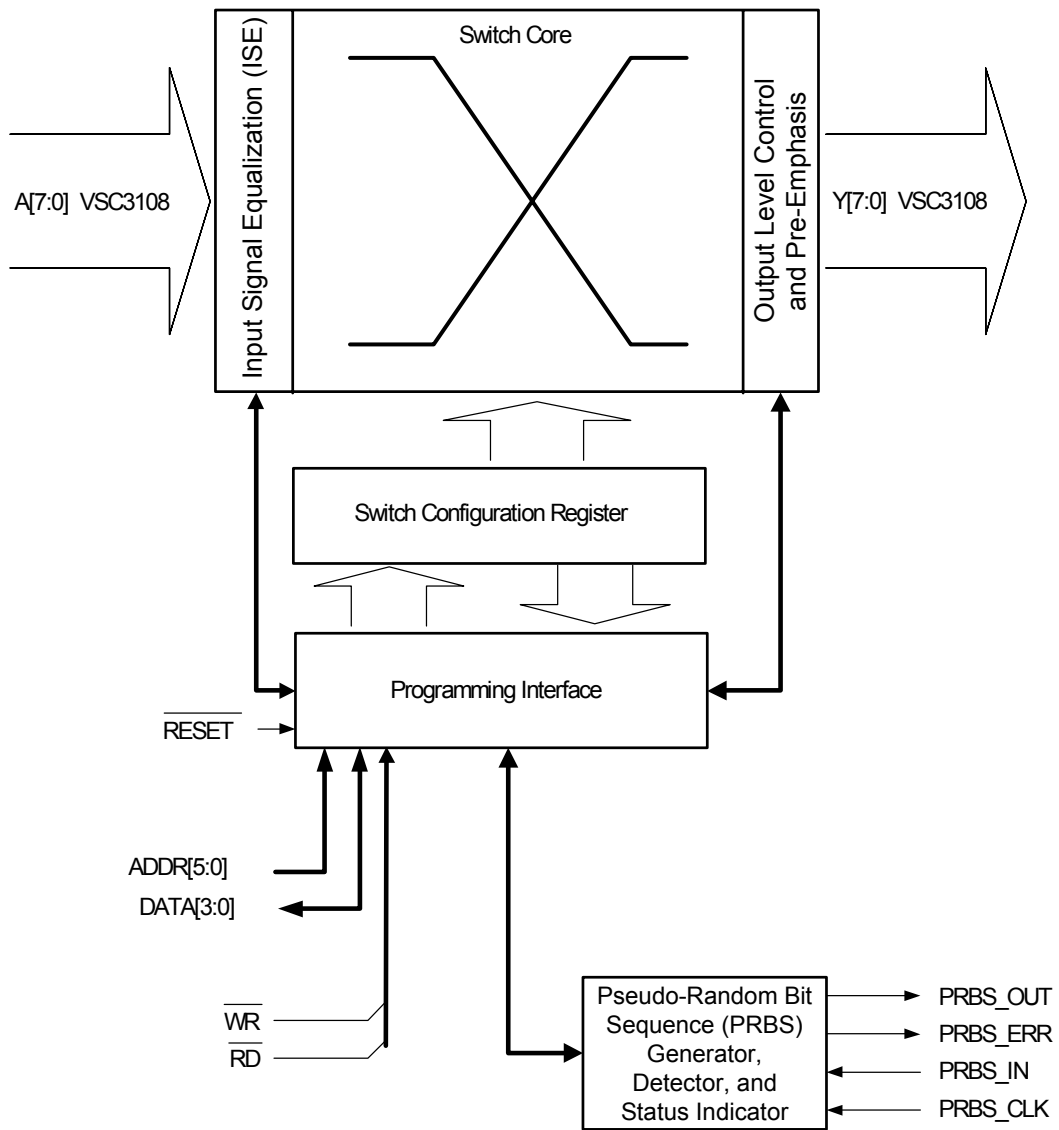 Switch Core
Input Signal Equalization (ISE)
Output Level Control
and Pre-Emphasis
A[7:0] VSC3108
Y[7:0] VSC3108
Switch Configuration Register
Programming Interface
RESET
ADDR[5:0]
DATA[3:0]
WR
RD
Pseudo-Random Bit
Sequence (PRBS)
Generator,
Detector, and
Status Indicator
PRBS_OUT
PRBS_ERR
PRBS_IN
PRBS_CLK